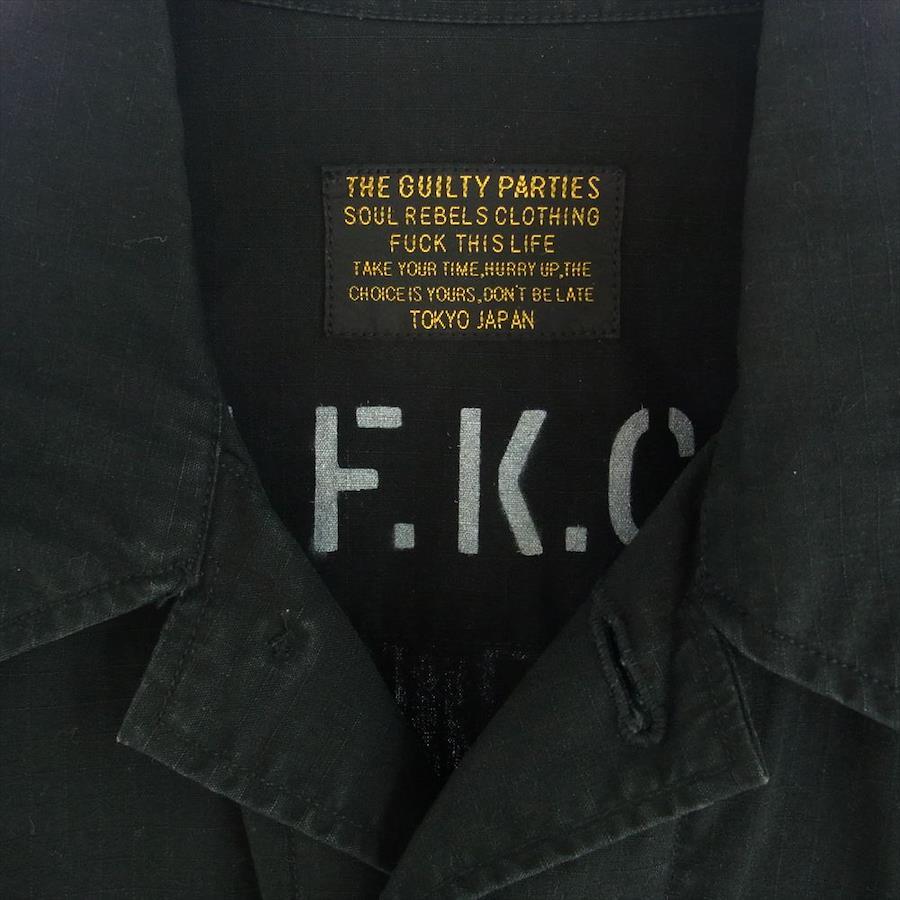 THE GUILTY PARTIES
SOUL REBELS CLOTHING
FUCK THIS LIFE
TAKE YOUR TIME,HURRY UP,THE
CHOICE IS YOURS,DON'T BE LATE
TOKYO JAPAN
F.K.C